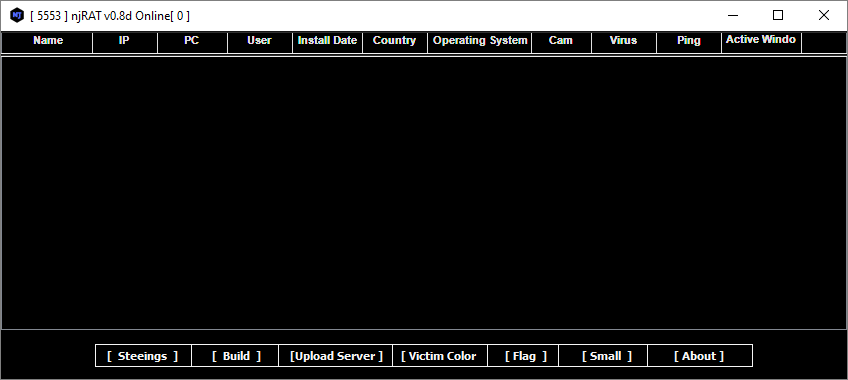 [ 5553 ] njRAT v0.8d Online[ 0 ]
Name IP PC User Install Date Country Operating System Cam Virus Ping Active Windo
[ Steeings ] [ Build ] [Upload Server ] [ Victim Color [ Flag ] [ Small ] [ About ]